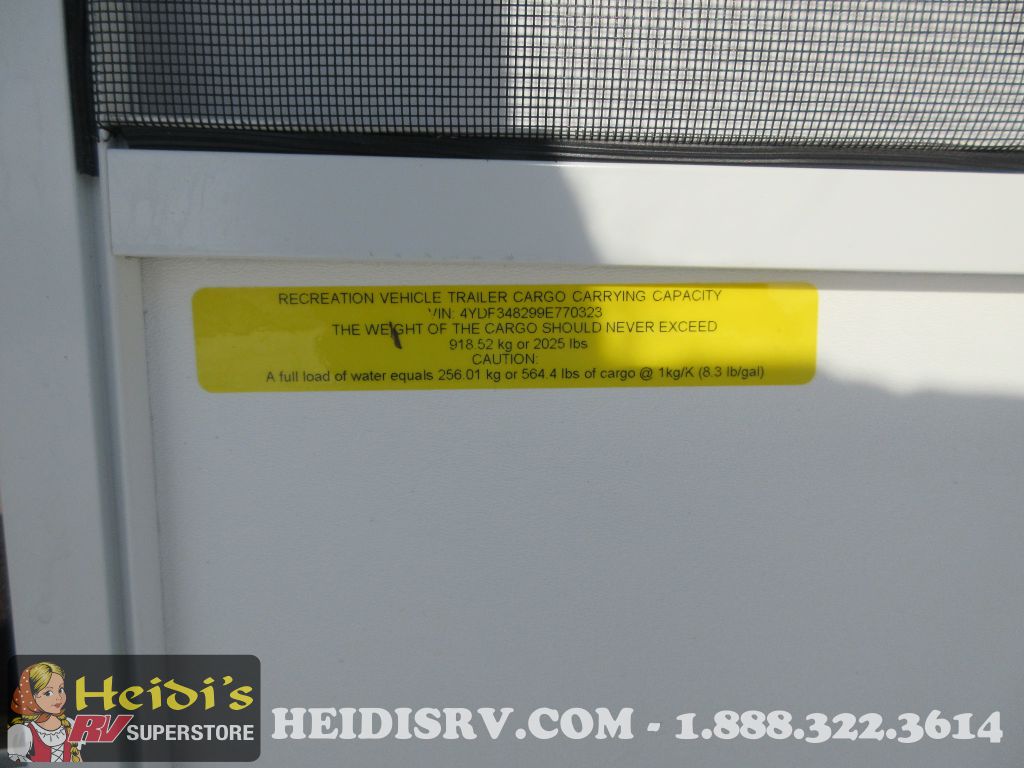 RECREATION VEHICLE TRAILER CARGO CARRYING CAPACITY
VIN: 4YDF348299E770323
THE WEIGHT OF THE CARGO SHOULD NEVER EXCEED
918.52 kg or 2025 lbs
CAUTION:
A full load of water equals 256.01 kg or 564.4 lbs of cargo @ 1kg/K (8.3 lb/gal)
Heidi's
RV SUPERSTORE
HEIDISRV.COM - 1.888.322.3614